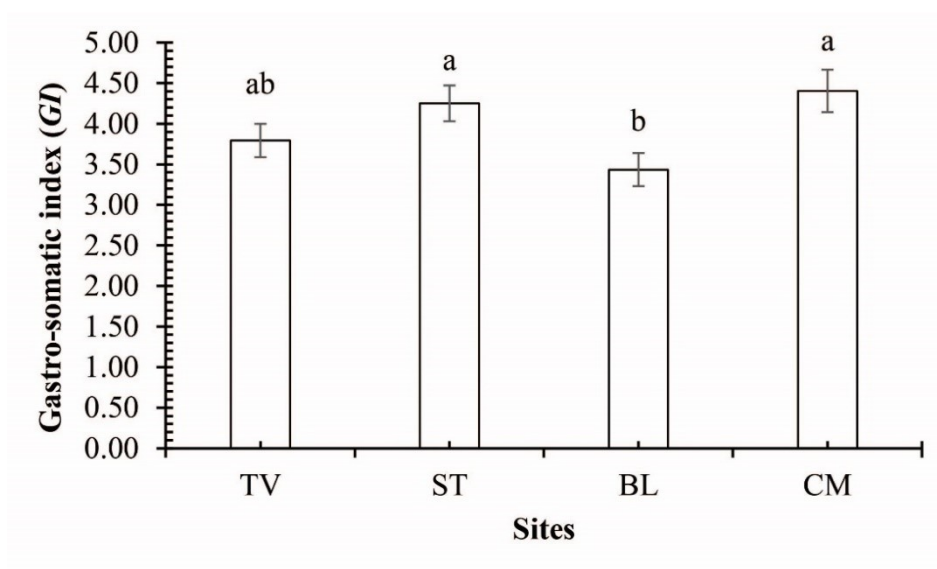 Gastro-somatic index (GI)
5.00
4.50
4.00
3.50
3.00
2.50
2.00
1.50
1.00
0.50
0.00
ab
a
b
a
TV ST BL CM
Sites